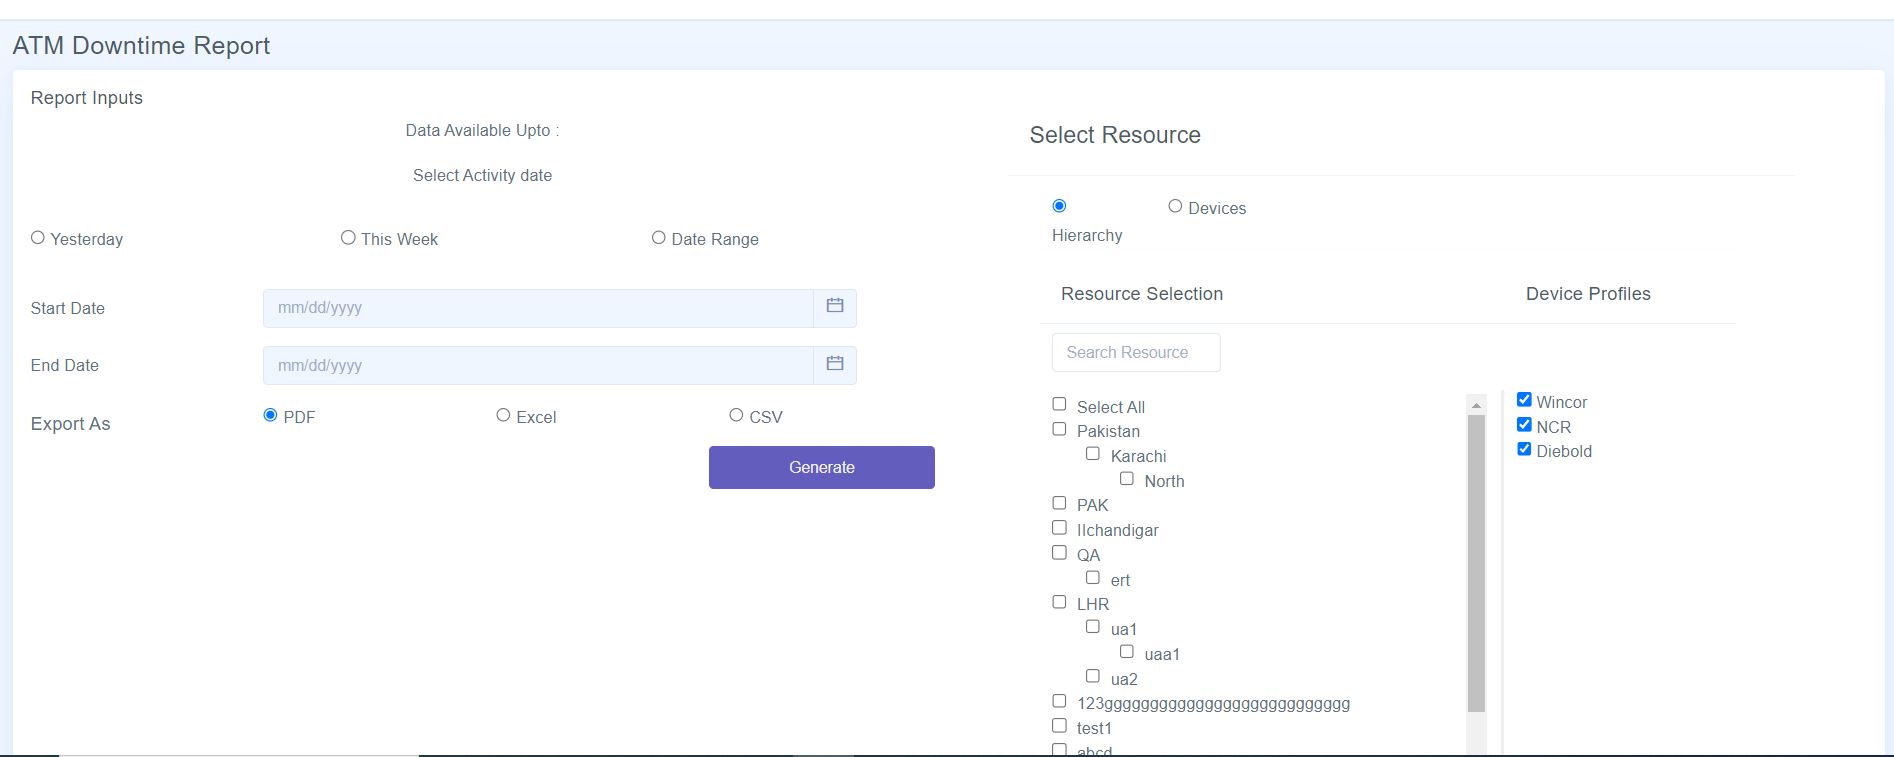 ATM Downtime Report
Report Inputs
Data Available Upto :
Select Activity date
Yesterday
This Week
Date Range
Start Date
mm/dd/yyyy
End Date
mm/dd/yyyy
Export As
PDF
Excel
CSV
Generate
Select Resource
Hierarchy
Devices
Resource Selection
Search Resource
Select All
Pakistan
Karachi
North
PAK
IIchandigar
QA
ert
LHR
ua1
uaa1
ua2
123ggggggggggggggggggggggggggg
test1
abcd
Device Profiles
Wincor
NCR
Diebold